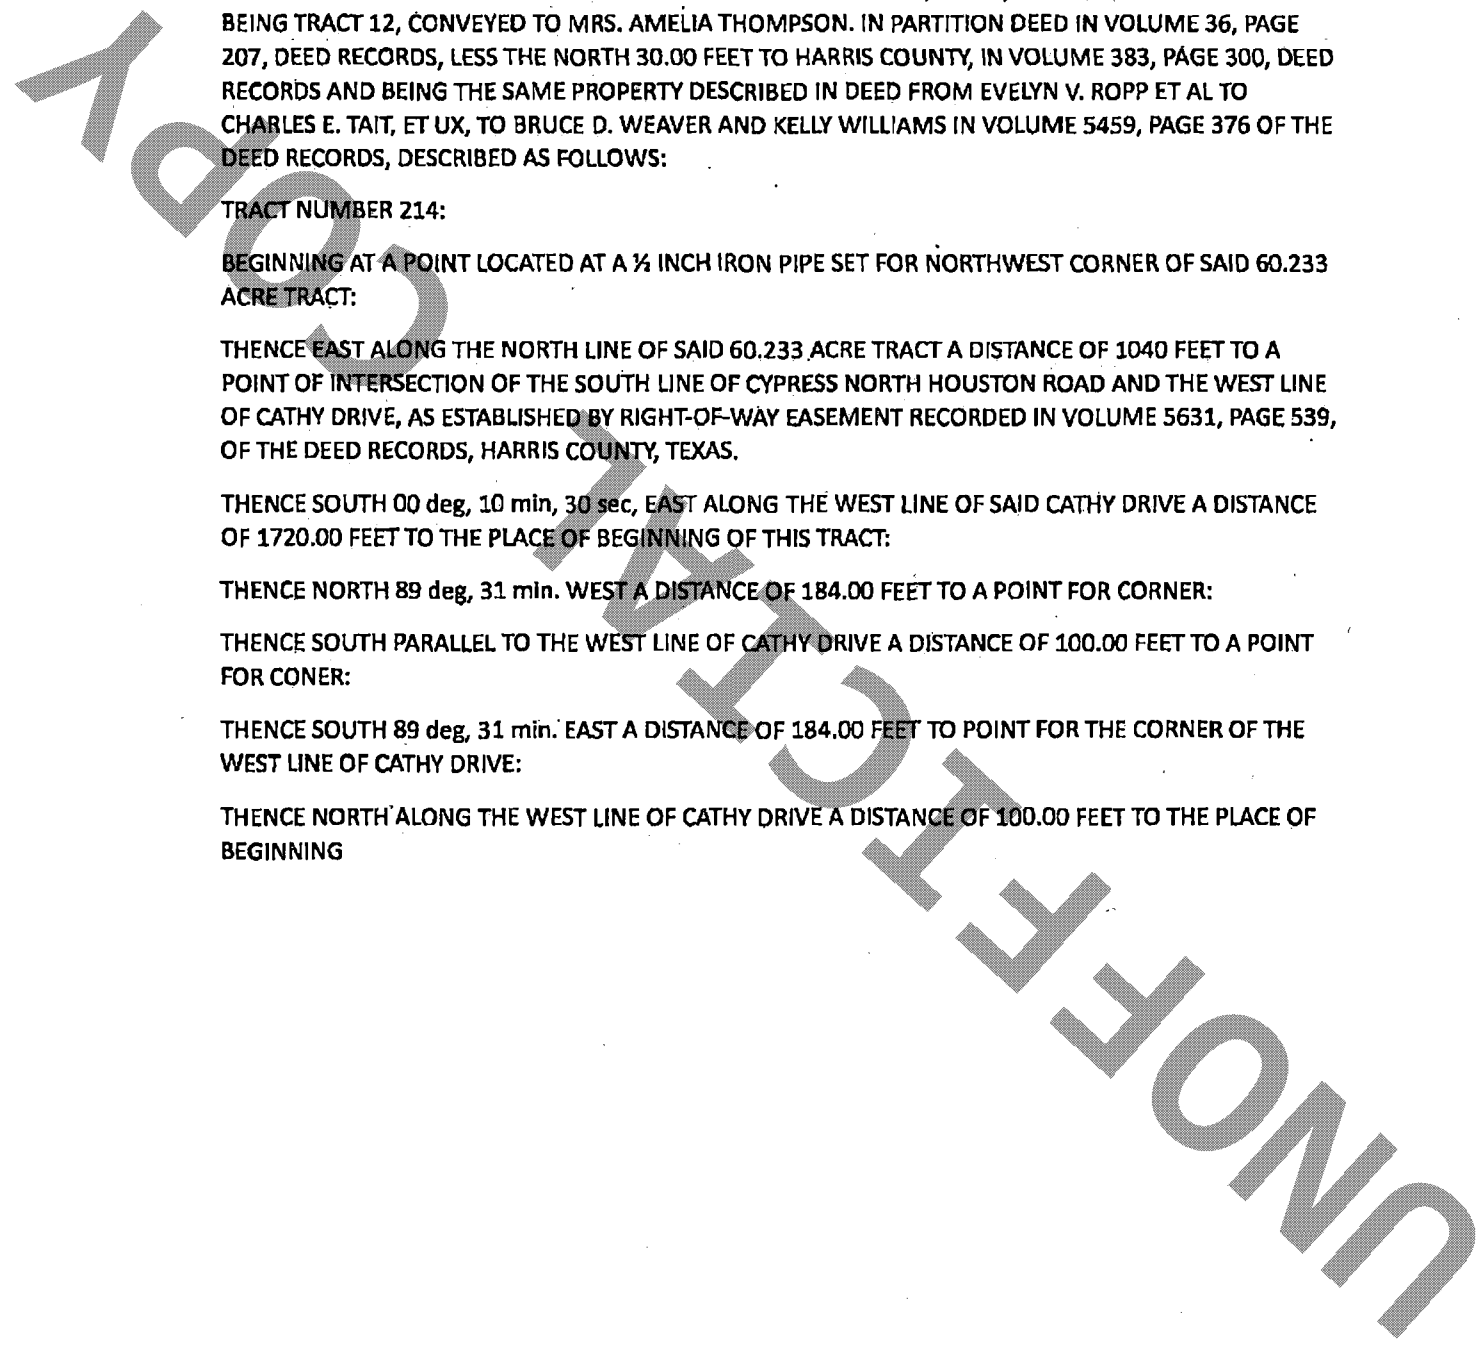 BEING TRACT 12, CONVEYED TO MRS. AMELIA THOMPSON. IN PARTITION DEED IN VOLUME 36, PAGE
207, DEED RECORDS, LESS THE NORTH 30.00 FEET TO HARRIS COUNTY, IN VOLUME 383, PAGE 300, DEED
RECORDS AND BEING THE SAME PROPERTY DESCRIBED IN DEED FROM EVELYN V. ROPP ET AL TO
CHARLES E. TAIT, ET UX, TO BRUCE D. WEAVER AND KELLY WILLIAMS IN VOLUME 5459, PAGE 376 OF THE
DEED RECORDS, DESCRIBED AS FOLLOWS:
TRACT NUMBER 214:
BEGINNING AT A POINT LOCATED AT A ½ INCH IRON PIPE SET FOR NORTHWEST CORNER OF SAID 60.233
ACRE TRACT:
THENCE EAST ALONG THE NORTH LINE OF SAID 60.233 ACRE TRACT A DISTANCE OF 1040 FEET TO A
POINT OF INTERSECTION OF THE SOUTH LINE OF CYPRESS NORTH HOUSTON ROAD AND THE WEST LINE
OF CATHY DRIVE, AS ESTABLISHED BY RIGHT-OF-WAY EASEMENT RECORDED IN VOLUME 5631, PAGE 539,
OF THE DEED RECORDS, HARRIS COUNTY, TEXAS.
THENCE SOUTH 00 deg, 10 min, 30 sec, EAST ALONG THE WEST LINE OF SAID CATHY DRIVE A DISTANCE
OF 1720.00 FEET TO THE PLACE OF BEGINNING OF THIS TRACT:
THENCE NORTH 89 deg, 31 min. WEST A DISTANCE OF 184.00 FEET TO A POINT FOR CORNER:
THENCE SOUTH PARALLEL TO THE WEST LINE OF CATHY DRIVE A DISTANCE OF 100.00 FEET TO A POINT
FOR CONER:
THENCE SOUTH 89 deg, 31 min. EAST A DISTANCE OF 184.00 FEET TO POINT FOR THE CORNER OF THE
WEST LINE OF CATHY DRIVE:
THENCE NORTH ALONG THE WEST LINE OF CATHY DRIVE A DISTANCE OF 100.00 FEET TO THE PLACE OF
BEGINNING
UNOFFICIAL COPY